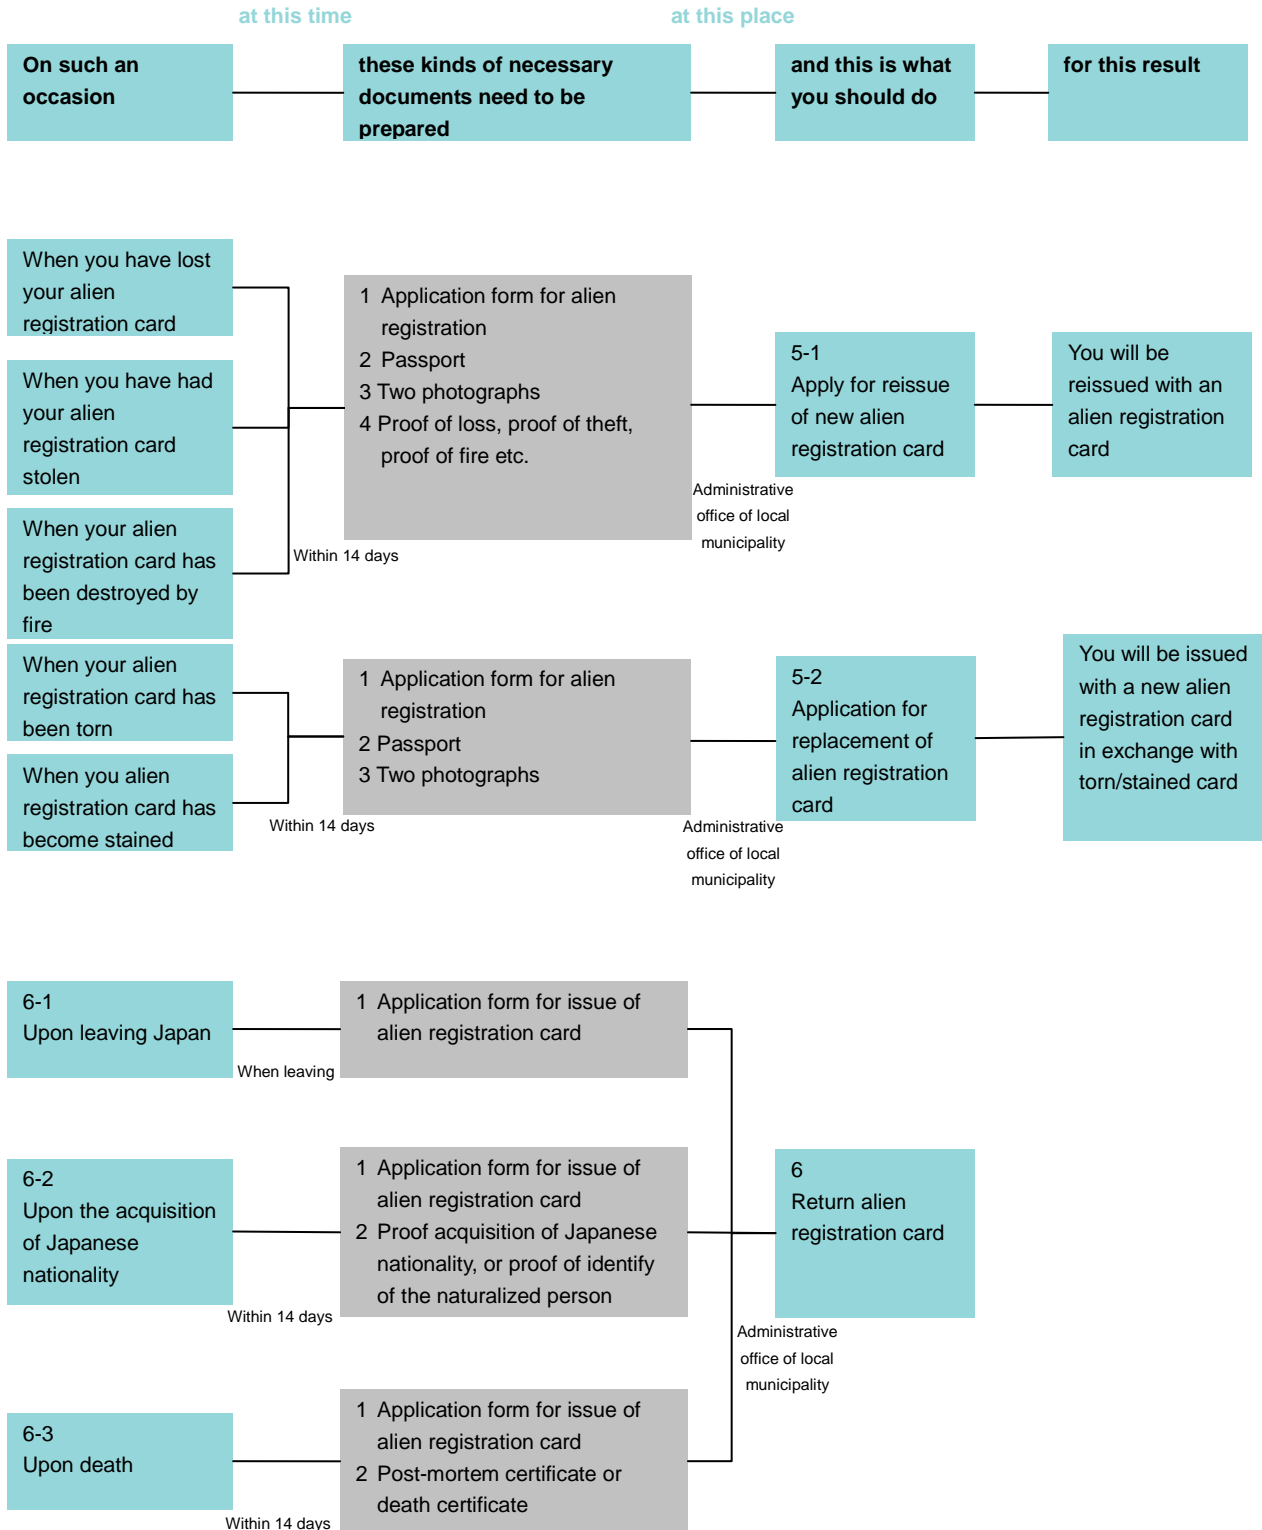 at this time
at this place
On such an
occasion
these kinds of necessary
documents need to be
prepared
and this is what
you should do
for this result
When you have lost
your alien
registration card
When you have had
your alien
registration card
stolen
When your alien
registration card has
been destroyed by
fire
Within 14 days
1 Application form for alien
registration
2 Passport
3 Two photographs
4 Proof of loss, proof of theft,
proof of fire etc.
Administrative
office of local
municipality
5-1
Apply for reissue
of new alien
registration card
You will be
reissued with an
alien registration
card
When your alien
registration card has
been torn
When you alien
registration card has
become stained
Within 14 days
1 Application form for alien
registration
2 Passport
3 Two photographs
Administrative
office of local
municipality
5-2
Application for
replacement of
alien registration
card
You will be issued
with a new alien
registration card
in exchange with
torn/stained card
6-1
Upon leaving Japan
When leaving
1 Application form for issue of
alien registration card
6-2
Upon the acquisition
of Japanese
nationality
Within 14 days
1 Application form for issue of
alien registration card
2 Proof acquisition of Japanese
nationality, or proof of identify
of the naturalized person
6
Return alien
registration card
Administrative
office of local
municipality
6-3
Upon death
Within 14 days
1 Application form for issue of
alien registration card
2 Post-mortem certificate or
death certificate